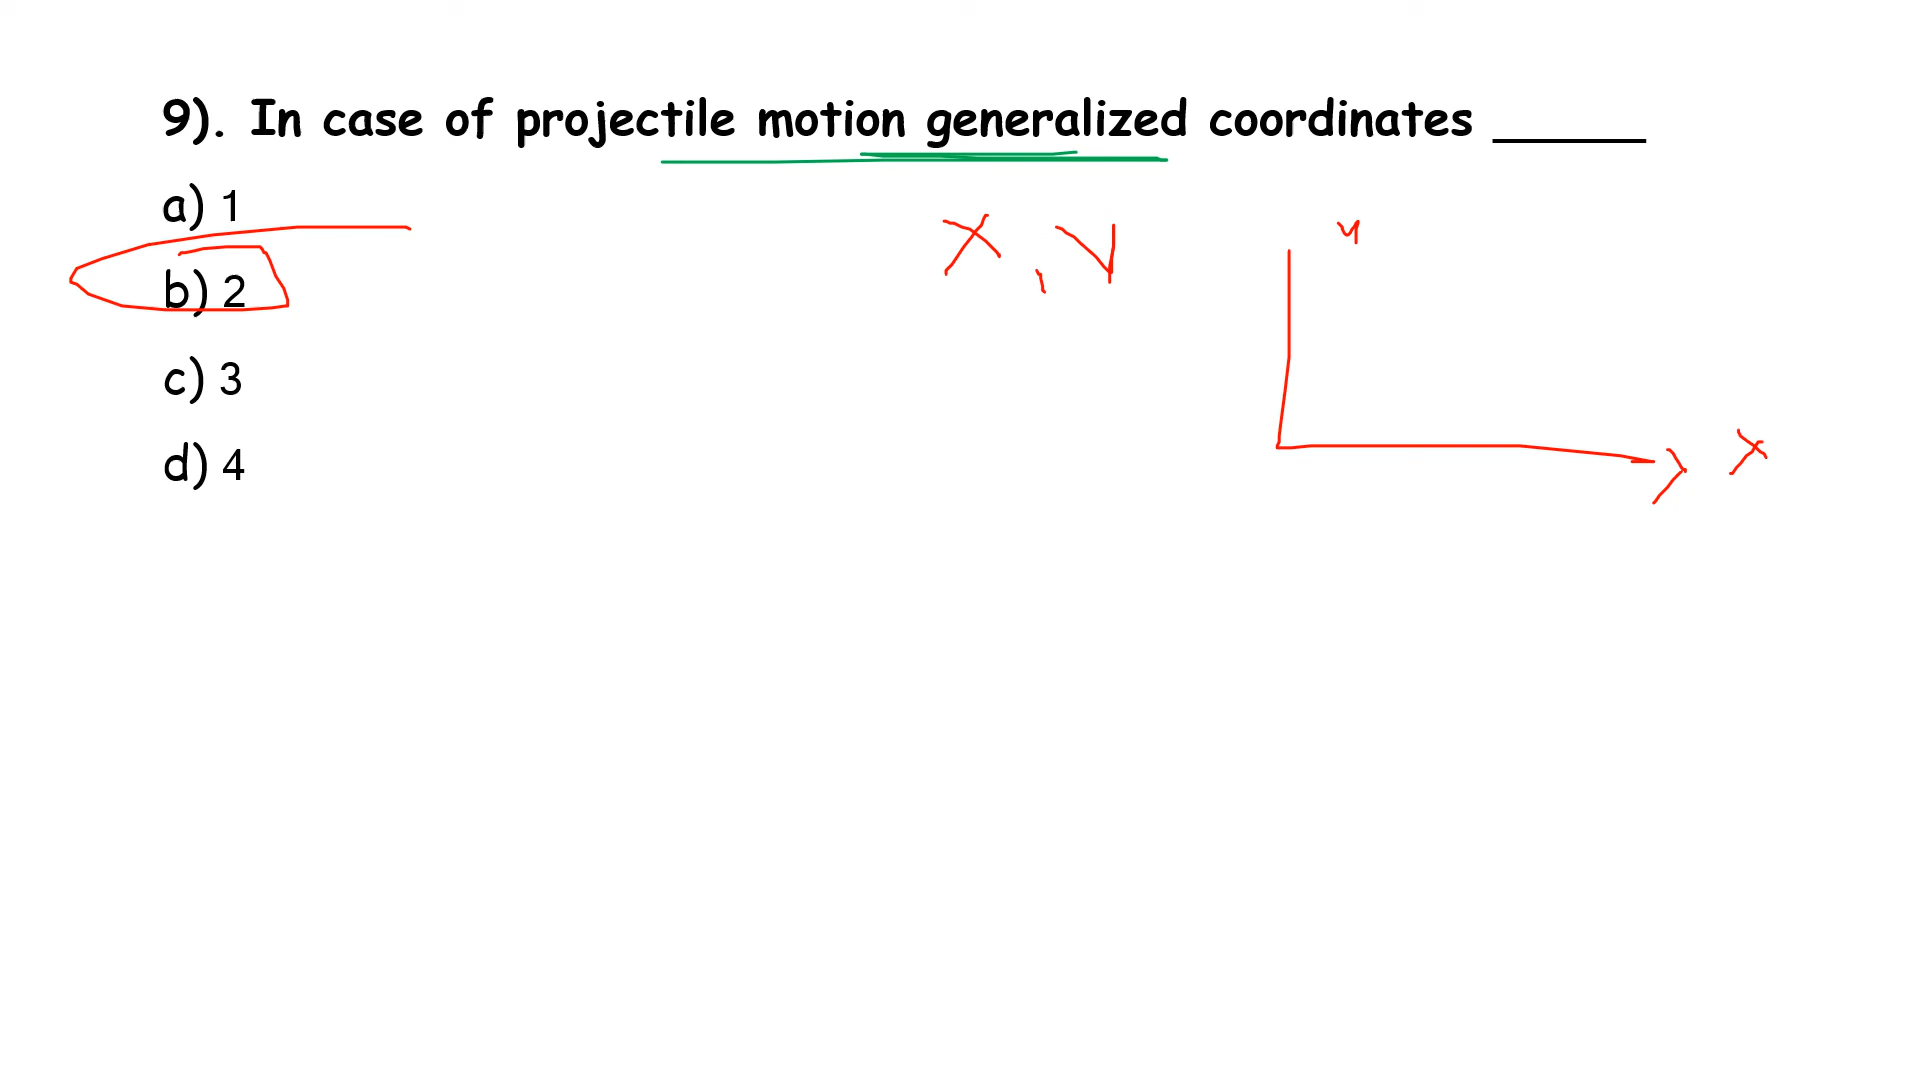 9). In case of projectile motion generalized coordinates ______
a) 1
b) 2
c) 3
d) 4
x , y
y
x